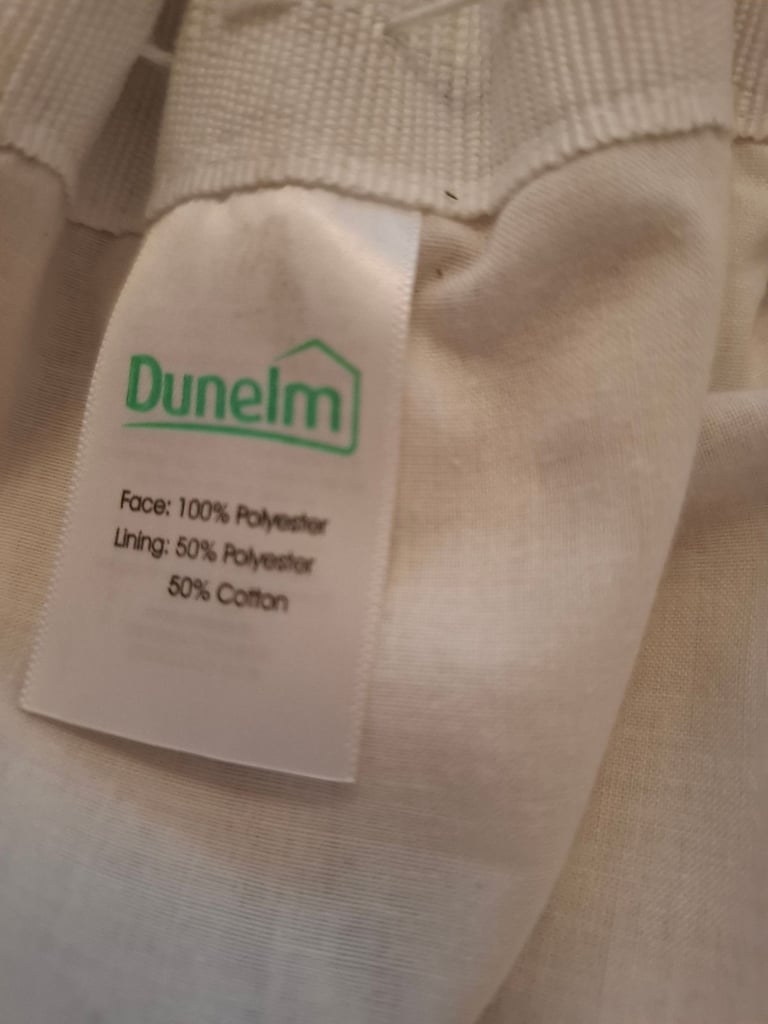 Dunelm
Face: 100% Polyester
Lining: 50% Polyester
50% Cotton